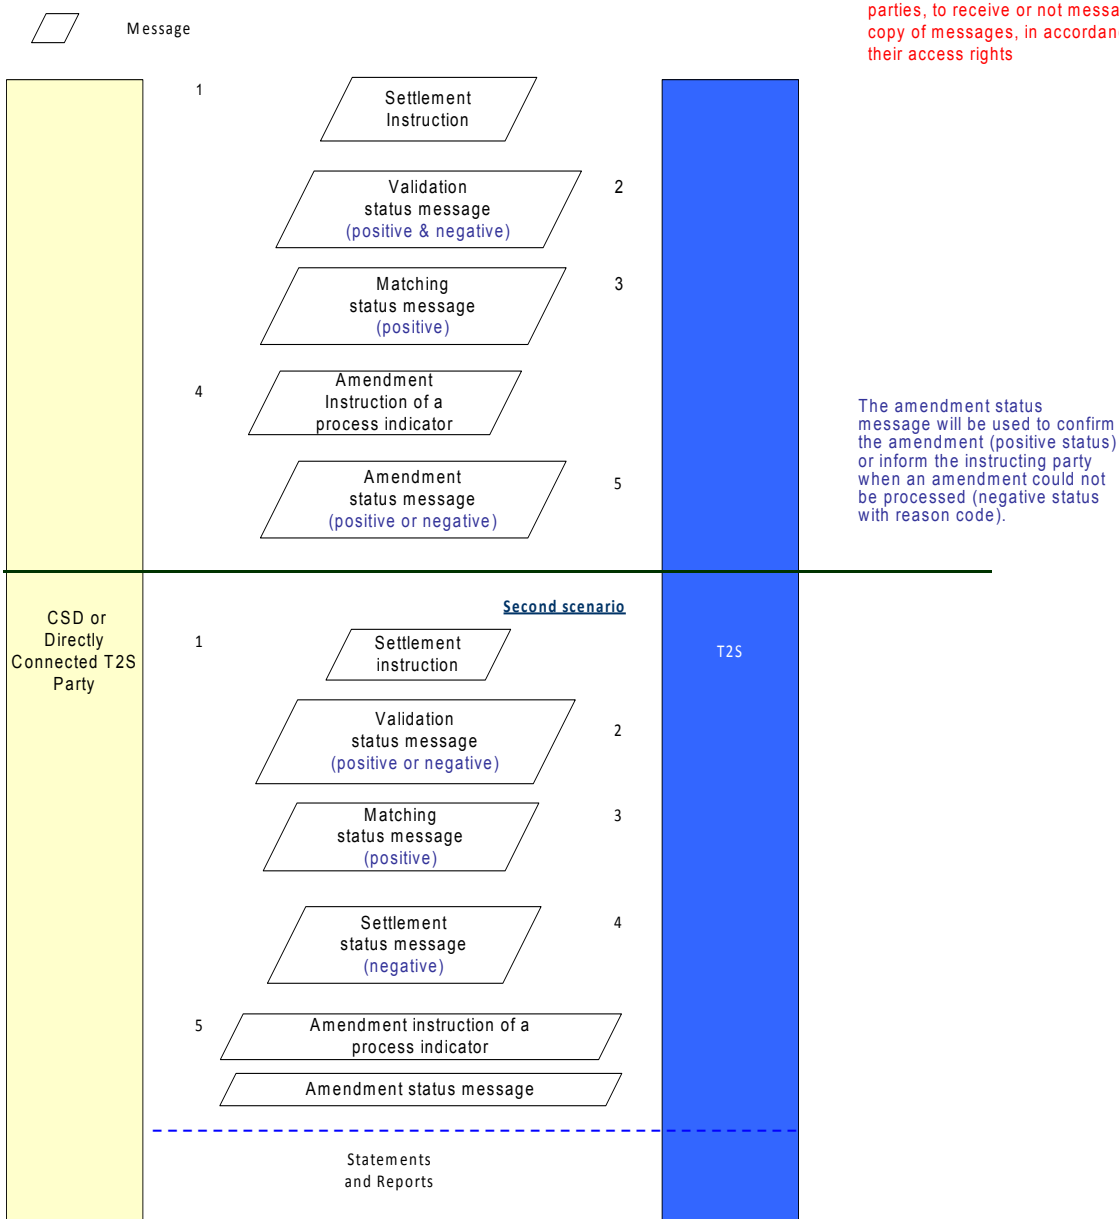 Message
parties, to receive or not
copy of messages, in
their access rights
1
Settlement
Instruction
Validation
status message
(positive & negative)
2
Matching
status message
(positive)
3
4
Amendment
Instruction of a
process indicator
Amendment
status message
(positive or negative)
5
The amendment status
message will be used to confirm
the amendment (positive status)
or inform the instructing party
when an amendment could not
be processed (negative status
with reason code).
Second scenario
CSD or
Directly
Connected T2S
Party
1
Settlement
instruction
T2S
Validation
status message
(positive or negative)
2
Matching
status message
(positive)
3
Settlement
status message
(negative)
4
5
Amendment instruction of a
process indicator
Amendment status message
Statements
and Reports